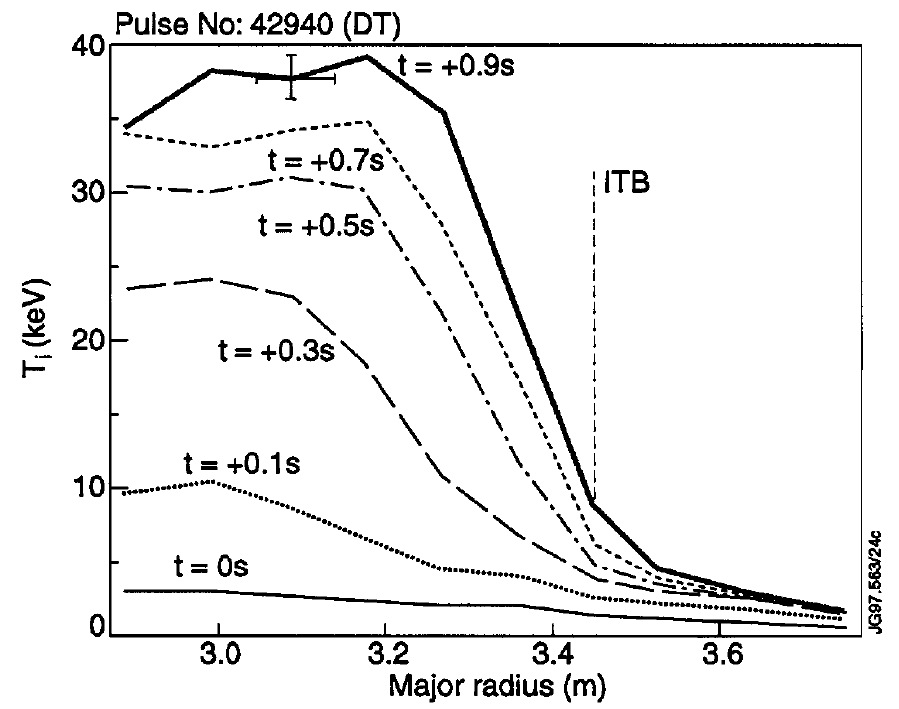 Pulse No: 42940 (DT)
40
30
20
10
0
Ti (keV)
t = +0.9s
t = +0.7s
t = +0.5s
t = +0.3s
t = +0.1s
t = 0s
ITB
3.0
3.2
3.4
3.6
Major radius (m)
JG97.563/24c